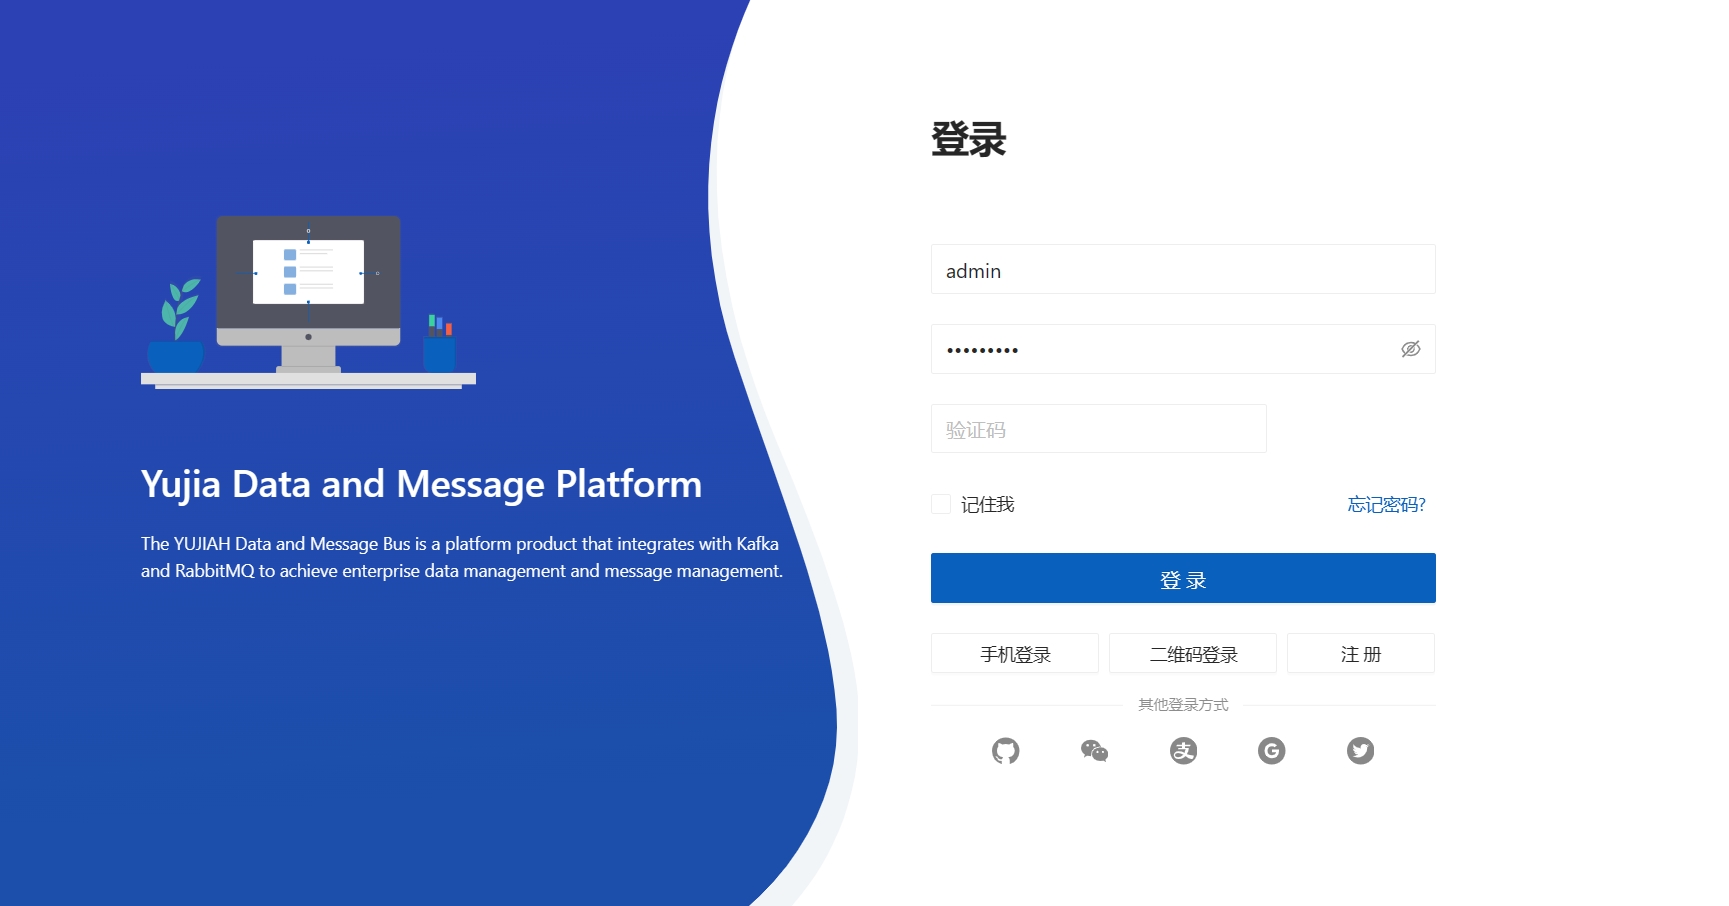 Yujia Data and Message Platform
The YUJIAH Data and Message Bus is a platform product that integrates with Kafka
and RabbitMQ to achieve enterprise data management and message management.
登录
admin
•••••••••
验证码
记住我
忘记密码?
登 录
手机登录
二维码登录
注 册
其他登录方式